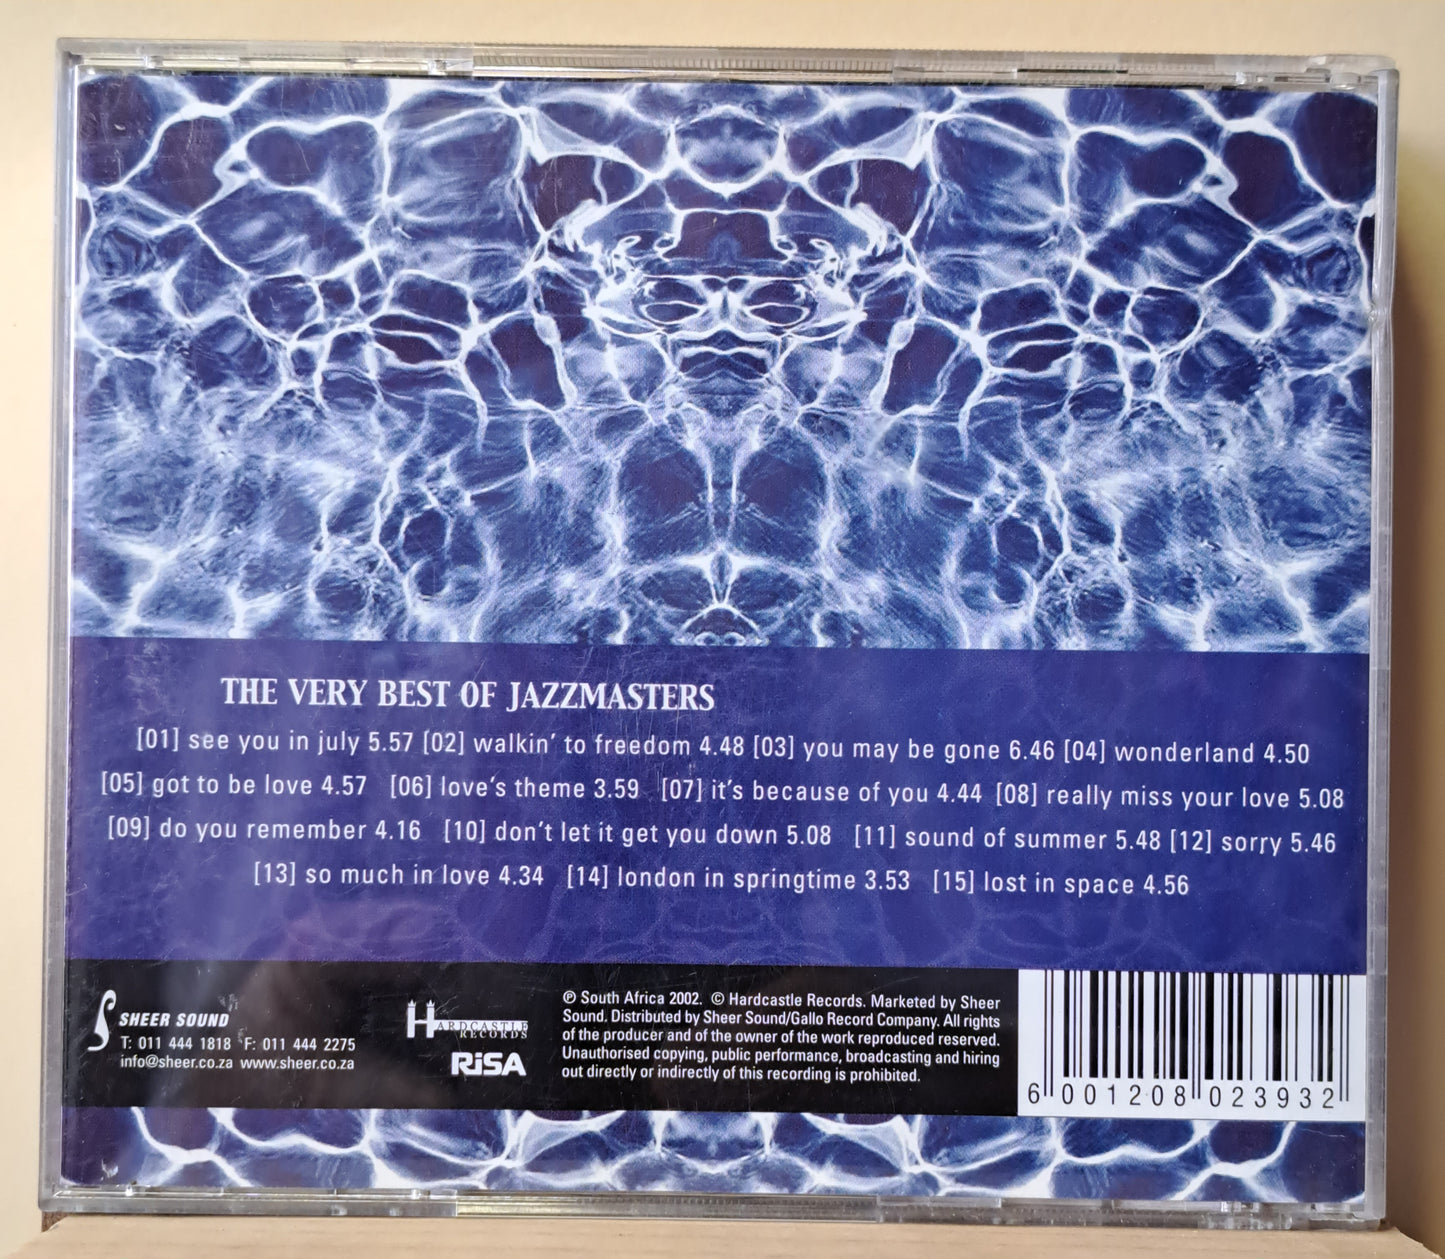 THE VERY BEST OF JAZZMASTERS
[01] see you in july 5.57 [02] walkin' to freedom 4.48 [03] you may be gone 6.46 [04] wonderland 4.50
[05] got to be love 4.57 [06] love's theme 3.59 [07] it's because of you 4.44 [08] really miss your love 5.08
[09] do you remember 4.16 [10] don't let it get you down 5.08 [11] sound of summer 5.48 [12] sorry 5.46
[13] so much in love 4.34 [14] london in springtime 3.53 [15] lost in space 4.56
SHEER SOUND
T: 011 444 1818 F: 011 444 2275
info@sheer.co.za www.sheer.co.za
HARDCASTLE
RECORDS
RiSA
℗ South Africa 2002. © Hardcastle Records. Marketed by Sheer
Sound. Distributed by Sheer Sound/Gallo Record Company. All rights
of the producer and of the owner of the work reproduced reserved.
Unauthorised copying, public performance, broadcasting and hiring
out directly or indirectly of this recording is prohibited.
6 001208 023932